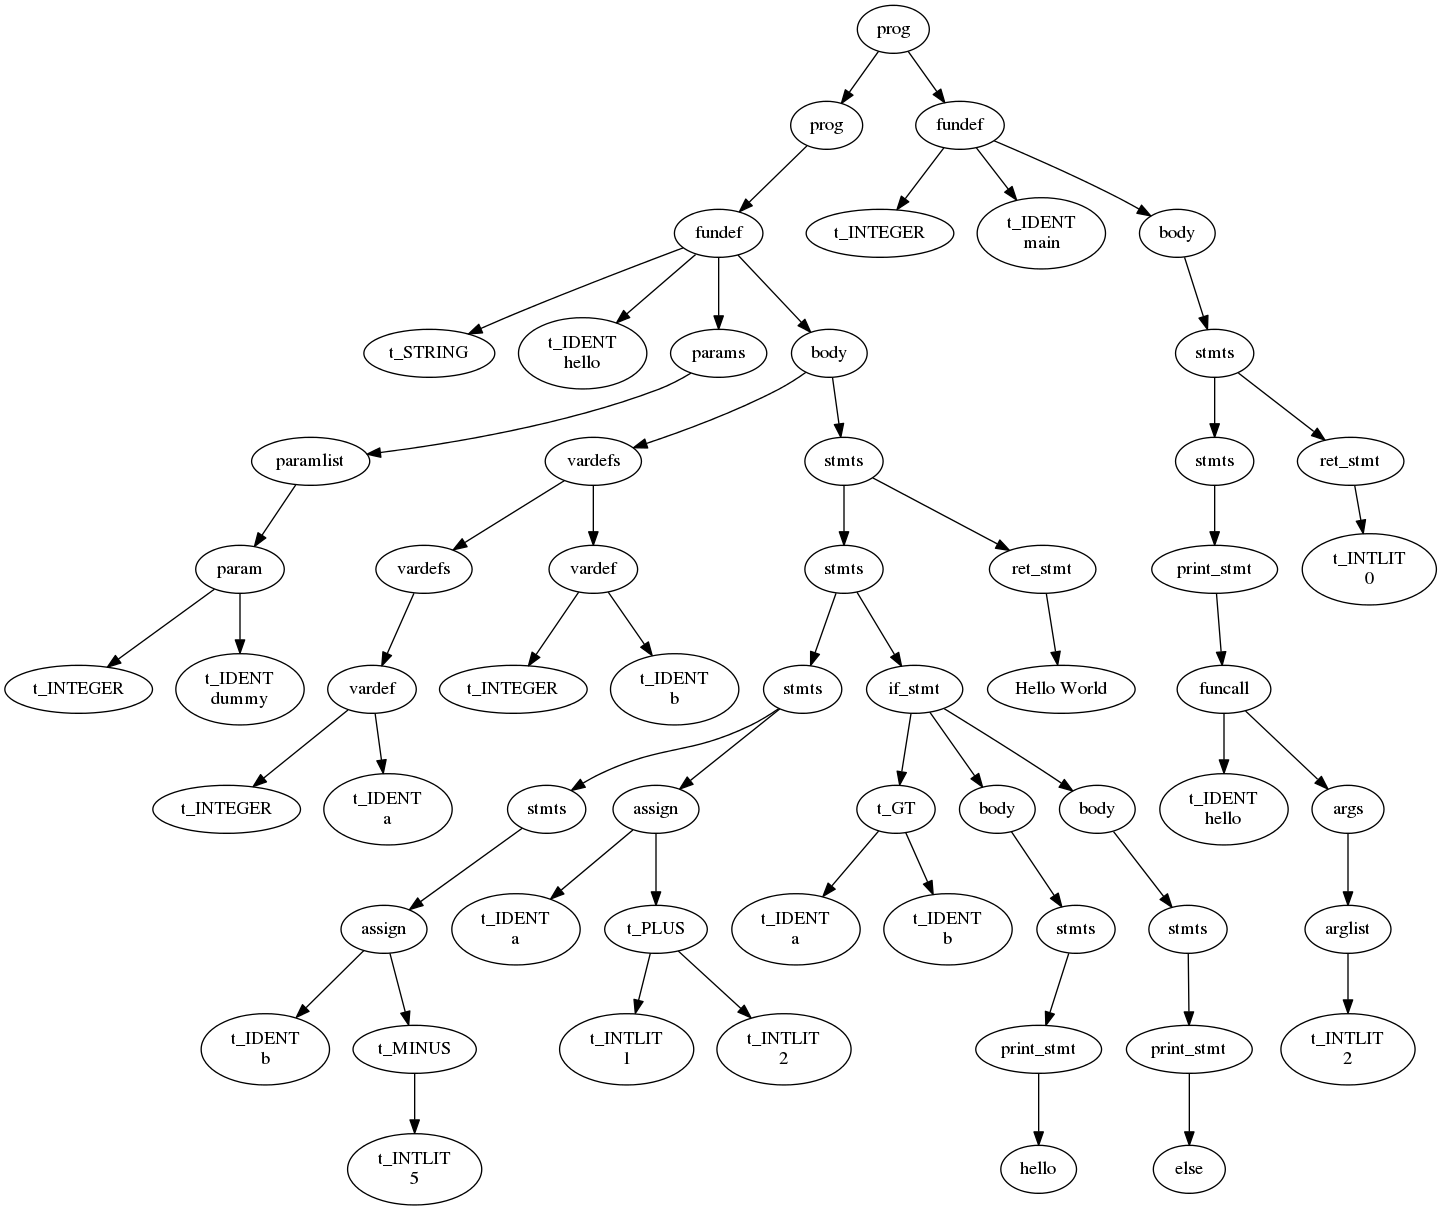 prog
prog
fundef
fundef
t_INTEGER
t_IDENT
main
body
t_STRING
t_IDENT
hello
params
body
stmts
paramlist
vardefs
stmts
stmts
ret_stmt
param
vardefs
vardef
stmts
ret_stmt
print_stmt
t_INTLIT
0
t_INTEGER
t_IDENT
dummy
vardef
t_INTEGER
t_IDENT
b
stmts
if_stmt
Hello World
funcall
t_INTEGER
t_IDENT
a
stmts
assign
t_GT
body
body
t_IDENT
hello
args
assign
t_IDENT
a
t_PLUS
t_IDENT
a
t_IDENT
b
stmts
stmts
arglist
t_IDENT
b
t_MINUS
t_INTLIT
1
t_INTLIT
2
print_stmt
print_stmt
t_INTLIT
2
t_INTLIT
5
hello
else